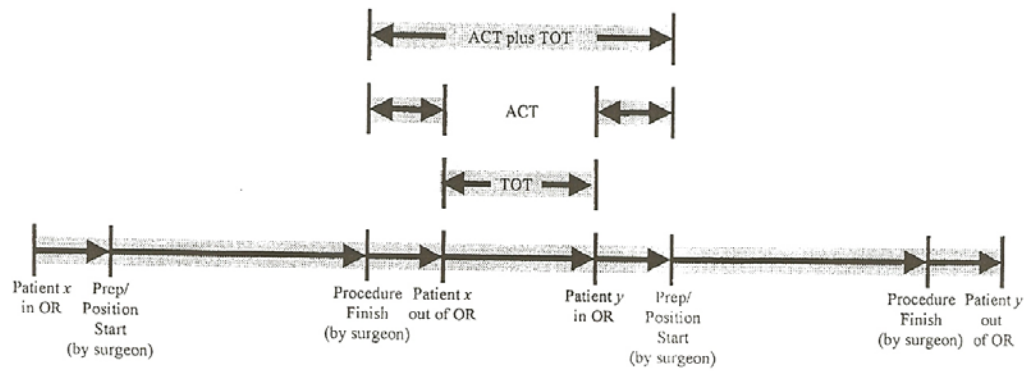 ACT plus TOT
ACT
TOT
Patient x
in OR
Prep/
Position
Start
(by surgeon)
Procedure
Finish
(by surgeon)
Patient x
out of OR
Patient y
in OR
Prep/
Position
Start
(by surgeon)
Procedure
Finish
(by surgeon)
Patient y
out
of OR